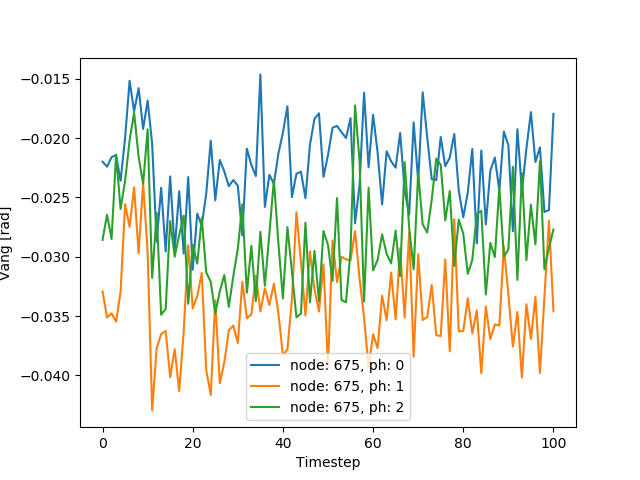 −0.015
−0.020
−0.025
−0.030
−0.035
−0.040
Vang [rad]
node: 675, ph: 0
node: 675, ph: 1
node: 675, ph: 2
0 20 40 60 80 100
Timestep